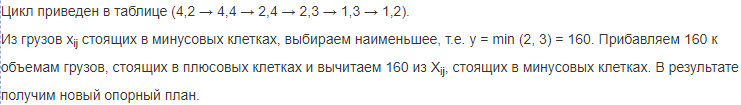 Цикл приведен в таблице (4,2 → 4,4 → 2,4 → 2,3 → 1,3 → 1,2).
Из грузов xij стоящих в минусовых клетках, выбираем наименьшее, т.е. y = min (2, 3) = 160. Прибавляем 160 к
объемам грузов, стоящих в плюсовых клетках и вычитаем 160 из Xij, стоящих в минусовых клетках. В результате
получим новый опорный план.